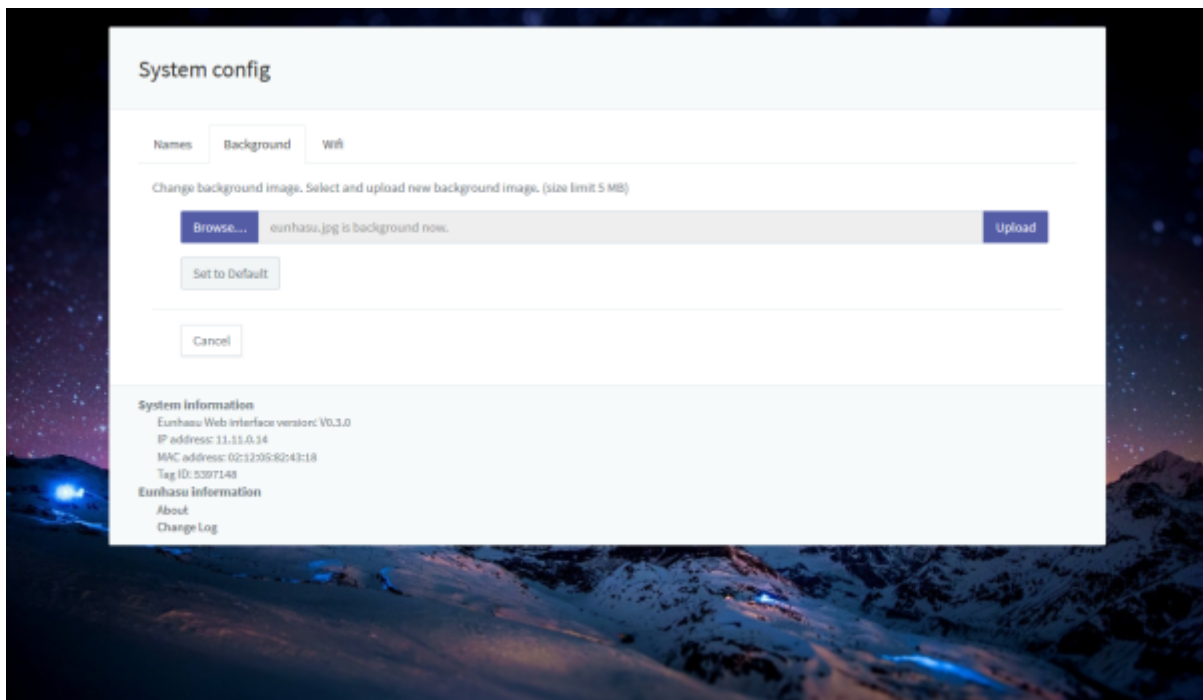 System config
Names Background Wifi
Change background image. Select and upload new background image. (size limit 5 MB)
Browse... eunhasu.jpg is background now. Upload
Set to Default
Cancel
System information
Eunhasu Web interface version: V0.3.0
IP address: 11.11.0.14
MAC address: 02:12:05:82:43:18
Tag ID: 5397148
Eunhasu information
About
Change Log